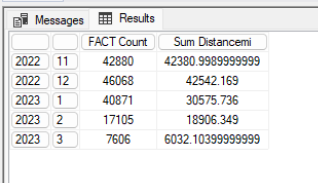 Messages Results
FACT Count Sum Distancemi
2022 11 42880 42380.9989999999
2022 12 46068 42542.169
2023 1 40871 30575.736
2023 2 17105 18906.349
2023 3 7606 6032.10399999999